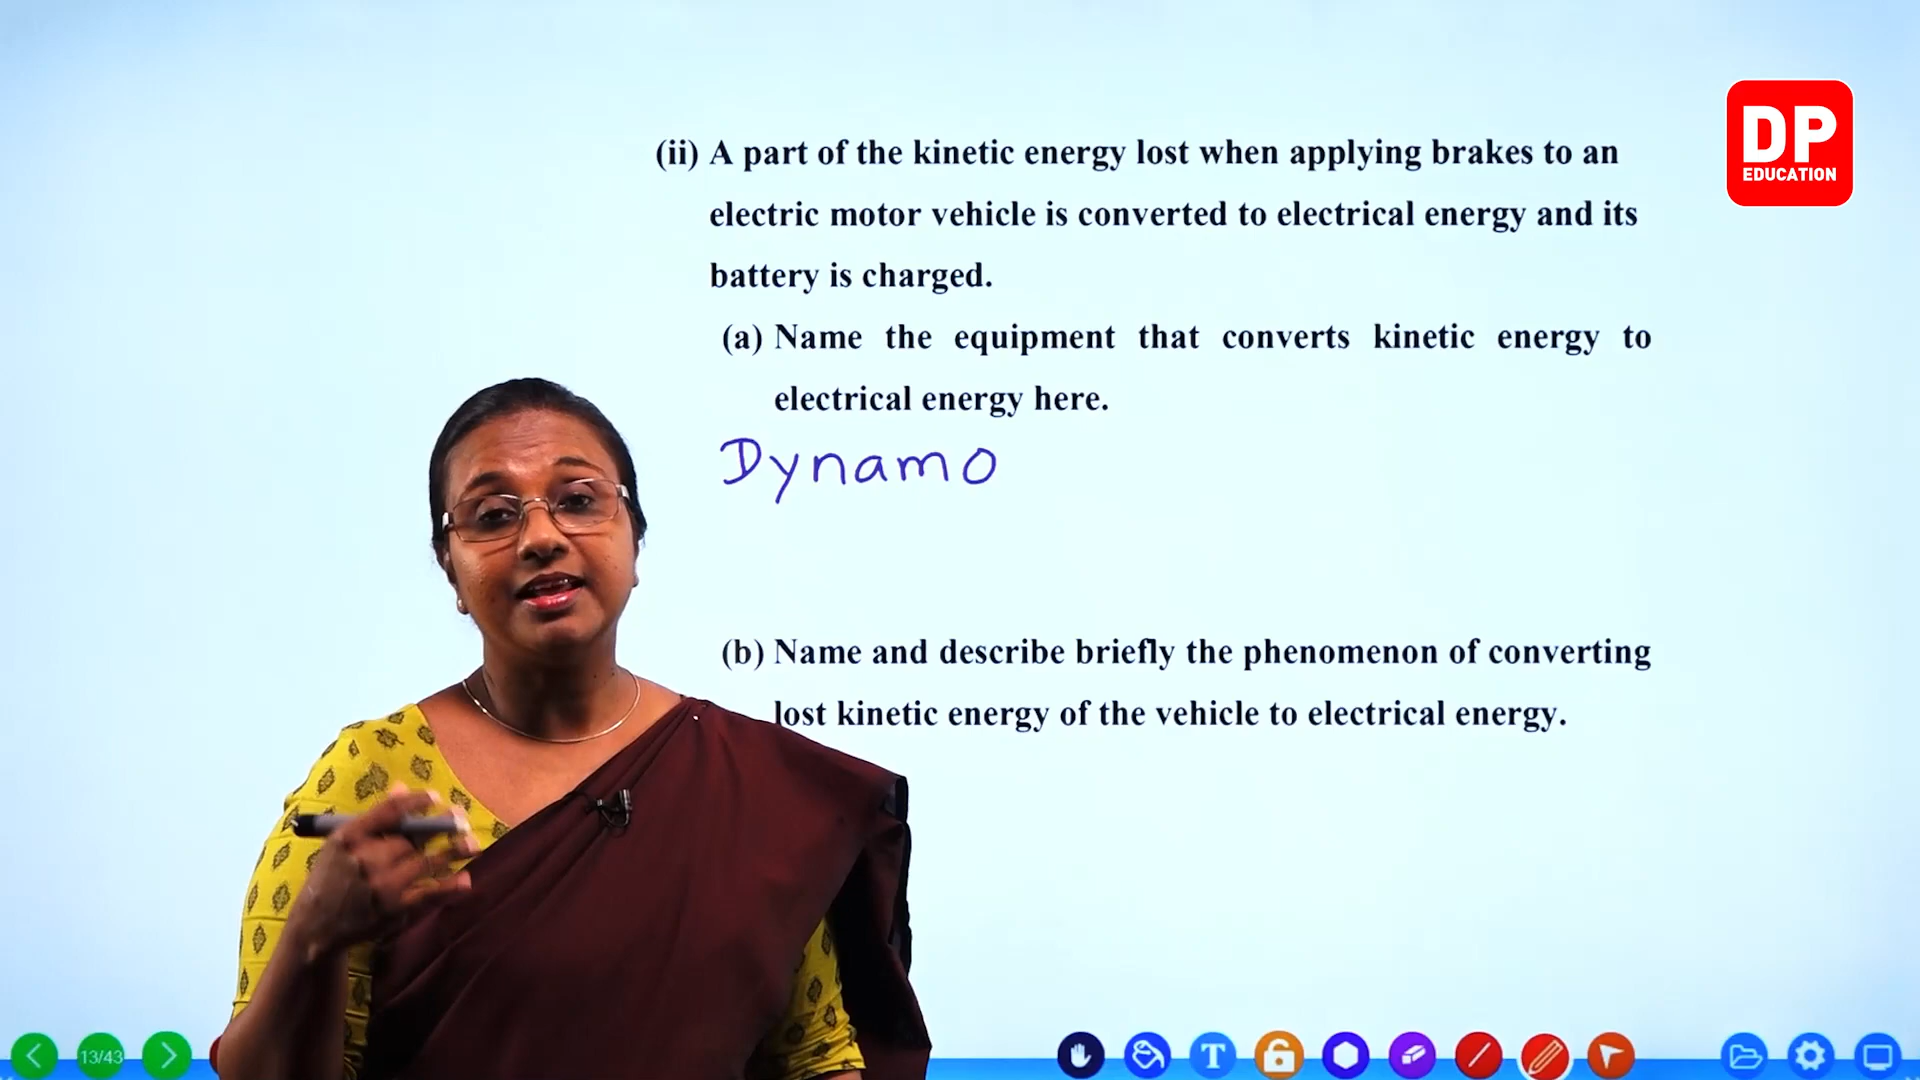 DP
EDUCATION
(ii) A part of the kinetic energy lost when applying brakes to an
electric motor vehicle is converted to electrical energy and its
battery is charged.
(a) Name the equipment that converts kinetic energy to
electrical energy here.
Dynamo
(b) Name and describe briefly the phenomenon of converting
lost kinetic energy of the vehicle to electrical energy.
13/43
T